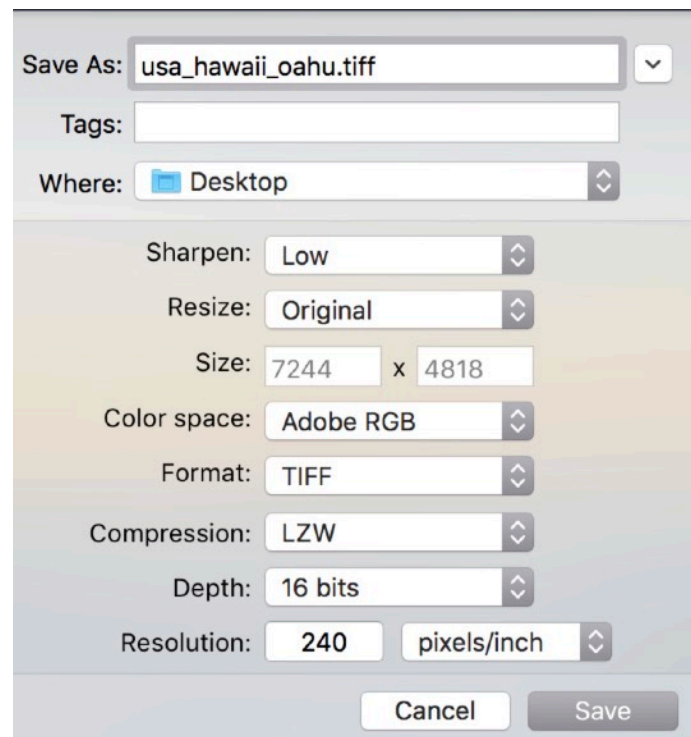 Save As: usa_hawaii_oahu.tiff
Tags:
Where: Desktop
Sharpen: Low
Resize: Original
Size: 7244 x 4818
Color space: Adobe RGB
Format: TIFF
Compression: LZW
Depth: 16 bits
Resolution: 240 pixels/inch
Cancel Save